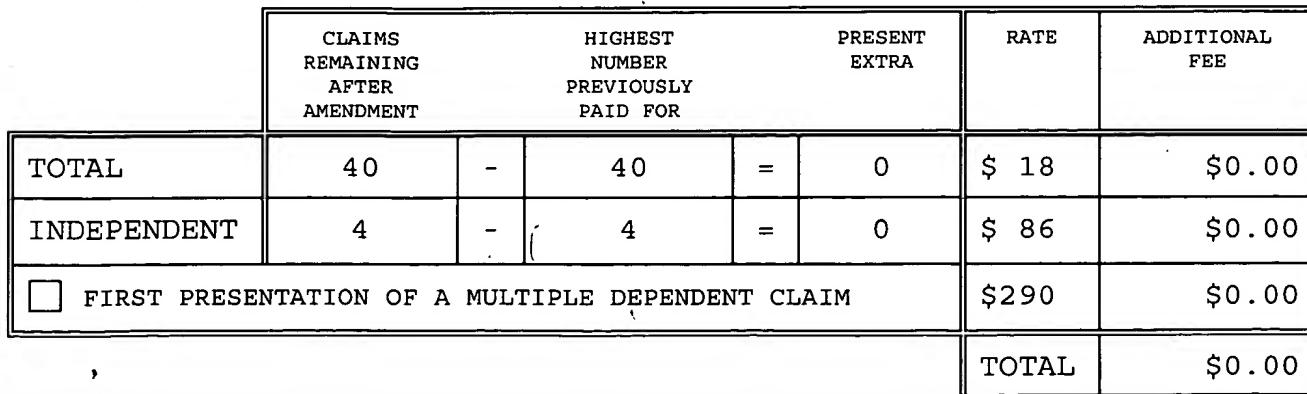 CLAIMS REMAINING AFTER AMENDMENT HIGHEST NUMBER PREVIOUSLY PAID FOR PRESENT EXTRA RATE ADDITIONAL FEE
TOTAL 40 - 40 = 0 $ 18 $0.00
INDEPENDENT 4 - 4 = 0 $ 86 $0.00
FIRST PRESENTATION OF A MULTIPLE DEPENDENT CLAIM $290 $0.00
TOTAL $0.00